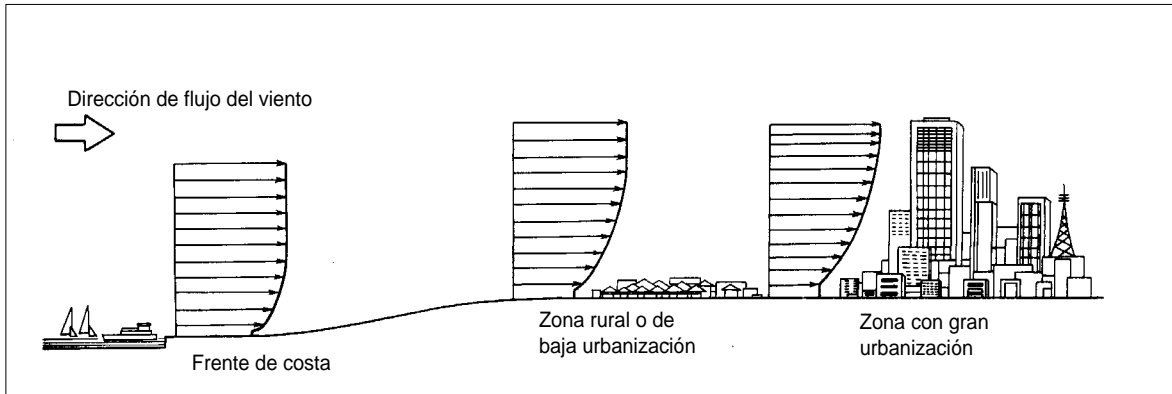 Dirección de flujo del viento
Frente de costa
Zona rural o de
baja urbanización
Zona con gran
urbanización